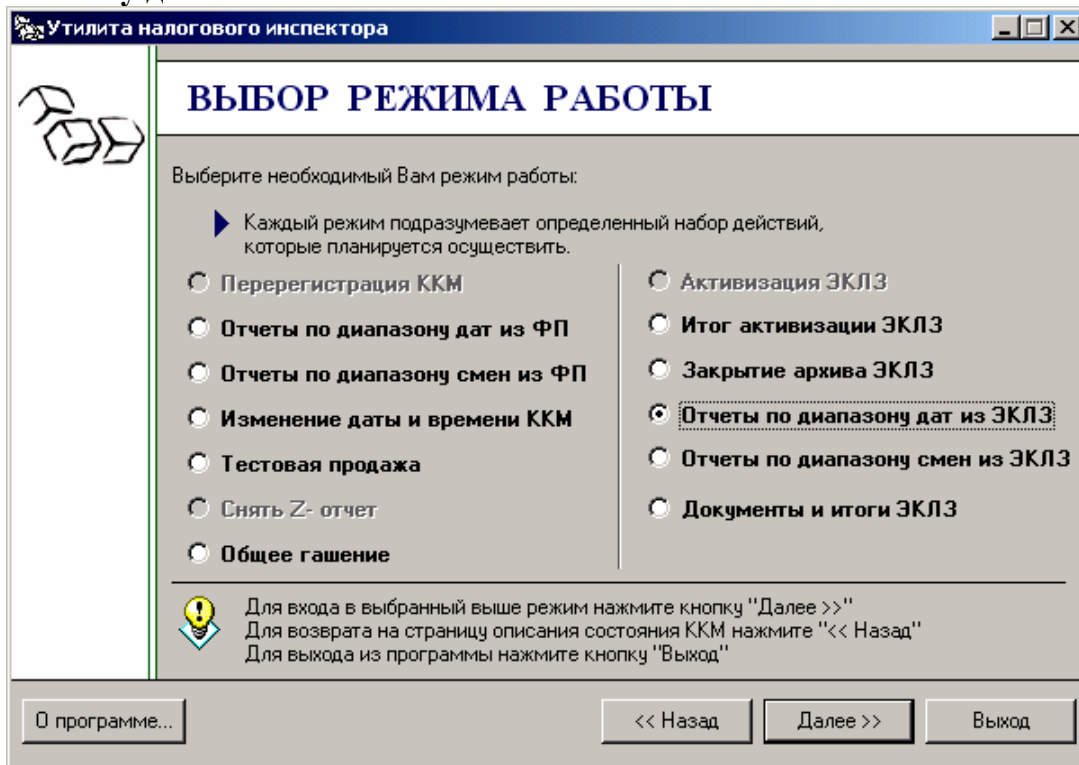 Утилита налогового инспектора
ВЫБОР РЕЖИМА РАБОТЫ
Выберите необходимый Вам режим работы:
Каждый режим подразумевает определенный набор действий,
которые планируется осуществить.
Перерегистрация ККМ
Отчеты по диапазону дат из ФП
Отчеты по диапазону смен из ФП
Изменение даты и времени ККМ
Тестовая продажа
Снять Z- отчет
Общее гашение
Активизация ЭКЛЗ
Итог активизации ЭКЛЗ
Закрытие архива ЭКЛЗ
Отчеты по диапазону дат из ЭКЛЗ
Отчеты по диапазону смен из ЭКЛЗ
Документы и итоги ЭКЛЗ
Для входа в выбранный выше режим нажмите кнопку "Далее >>"
Для возврата на страницу описания состояния ККМ нажмите "<< Назад"
Для выхода из программы нажмите кнопку "Выход"
О программе...
<< Назад
Далее >>
Выход